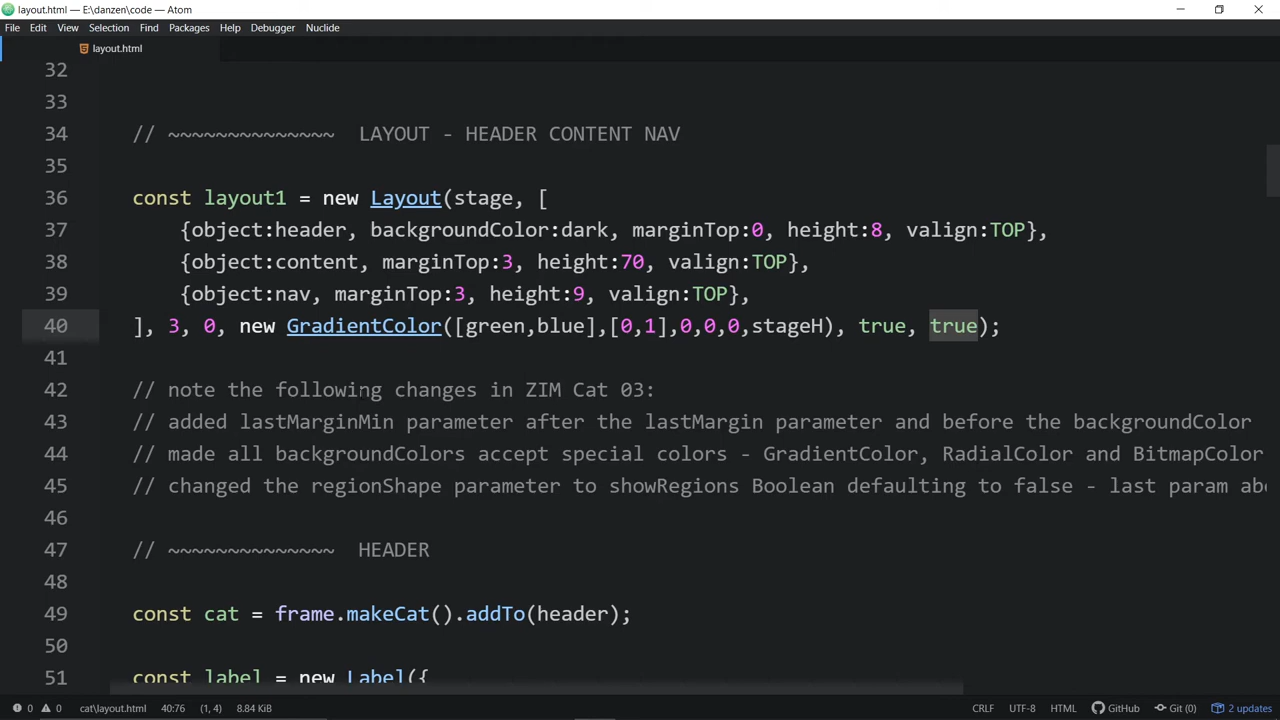 layout.html — E:\danzen\code — Atom
File Edit View Selection Find Packages Help Debugger Nuclide
layout.html
32
33
34 // ~~~~~~~~~~~~~~ LAYOUT - HEADER CONTENT NAV
35
36 const layout1 = new Layout(stage, [
37 {object:header, backgroundColor:dark, marginTop:0, height:8, valign:TOP},
38 {object:content, marginTop:3, height:70, valign:TOP},
39 {object:nav, marginTop:3, height:9, valign:TOP},
40 ], 3, 0, new GradientColor([green,blue],[0,1],0,0,0,stageH), true, true);
41
42 // note the following changes in ZIM Cat 03:
43 // added lastMarginMin parameter after the lastMargin parameter and before the backgroundColor
44 // made all backgroundColors accept special colors - GradientColor, RadialColor and BitmapColor
45 // changed the regionShape parameter to showRegions Boolean defaulting to false - last param abo
46
47 // ~~~~~~~~~~~~~~ HEADER
48
49 const cat = frame.makeCat().addTo(header);
50
51 const label = new Label({
0 0 cat\layout.html 40:76 (1, 4) 8.84 KiB CRLF UTF-8 HTML GitHub Git (0) 2 updates